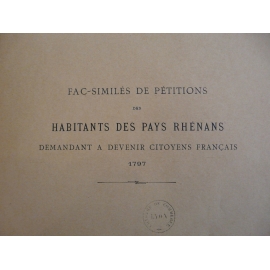 FAC-SIMILÉS DE PÉTITIONS
DES
HABITANTS DES PAYS RHÉNANS
DEMANDANT A DEVENIR CITOYENS FRANÇAIS
1797